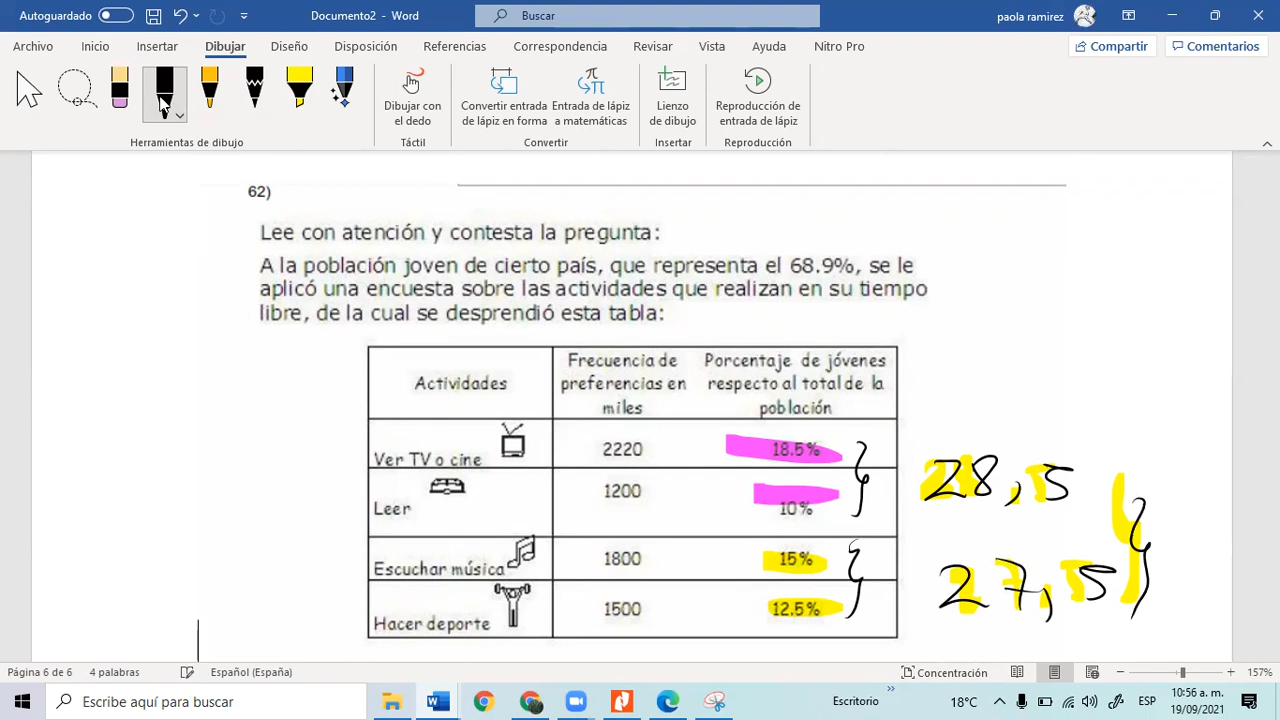 Autoguardado
Documento2 - Word
Buscar
paola ramirez
Archivo
Inicio
Insertar
Dibujar
Diseño
Disposición
Referencias
Correspondencia
Revisar
Vista
Ayuda
Nitro Pro
Compartir
Comentarios
Dibujar con
el dedo
Convertir entrada
de lápiz en forma
Entrada de lápiz
a matemáticas
Lienzo
de dibujo
Reproducción de
entrada de lápiz
Herramientas de dibujo
Táctil
Convertir
Insertar
Reproducción
62)
Lee con atención y contesta la pregunta:
A la población joven de cierto país, que representa el 68.9%, se le
aplicó una encuesta sobre las actividades que realizan en su tiempo
libre, de la cual se desprendió esta tabla:
Actividades
Frecuencia de
preferencias en
miles
Porcentaje de jóvenes
respecto al total de la
población
Ver TV o cine
2220
18.5%
Leer
1200
10%
Escuchar música
1800
15%
Hacer deporte
1500
12.5%
28,5
27,5
Página 6 de 6
4 palabras
Español (España)
Concentración
157%
Escribe aquí para buscar
Escritorio
18°C
ESP
10:56 a. m.
19/09/2021